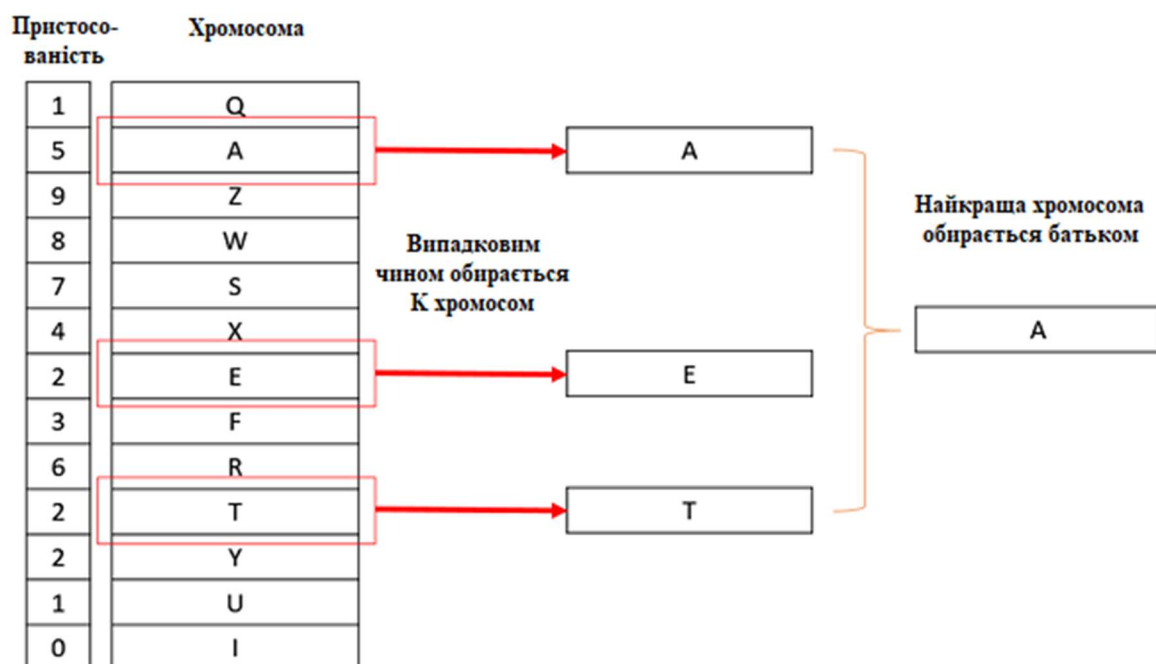 Пристосо-
ваність
Хромосома
1 Q
5 A
9 Z
8 W
7 S
4 X
2 E
3 F
6 R
2 T
2 Y
1 U
0 I
Випадковим
чином обирається
К хромосом
A
E
T
Найкраща хромосома
обирається батьком
A